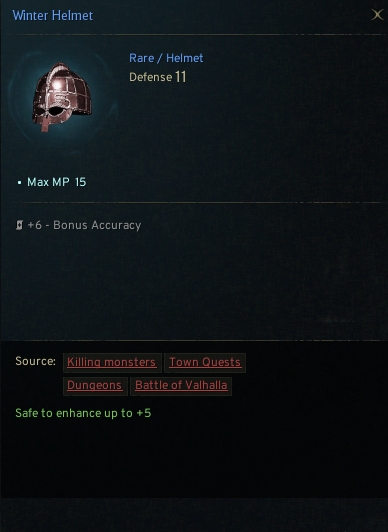 Winter Helmet
Rare / Helmet
Defense 11
• Max MP 15
+6 - Bonus Accuracy
Source: Killing monsters Town Quests
Dungeons Battle of Valhalla
Safe to enhance up to +5